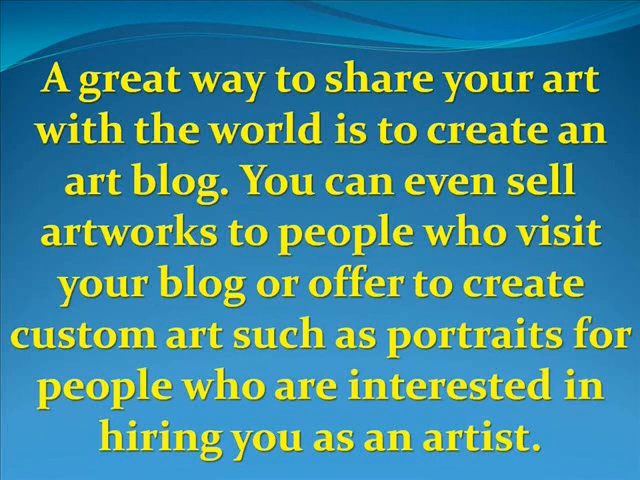 A great way to share your art
with the world is to create an
art blog. You can even sell
artworks to people who visit
your blog or offer to create
custom art such as portraits for
people who are interested in
hiring you as an artist.